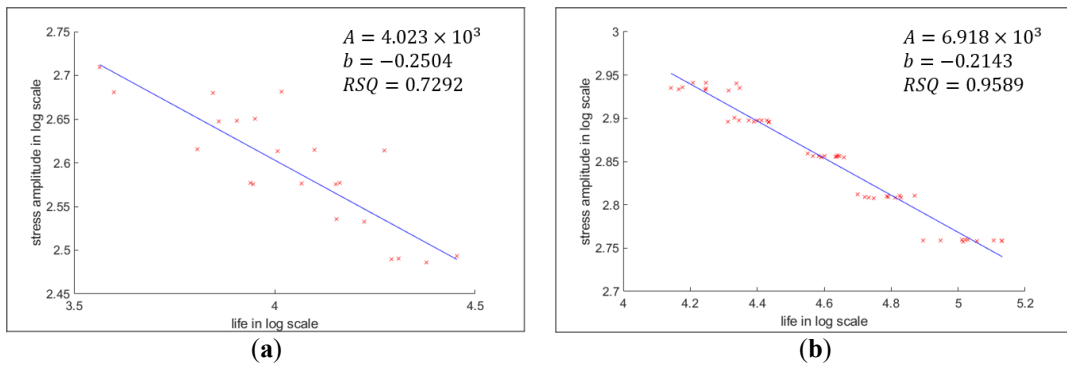 2.75
2.7
2.65
2.6
2.55
2.5
2.45
stress amplitude in log scale
A = 4.023 × 10³
b = −0.2504
RSQ = 0.7292
3.5
4
4.5
life in log scale
(a)
3
2.95
2.9
2.85
2.8
2.75
2.7
stress amplitude in log scale
A = 6.918 × 10³
b = −0.2143
RSQ = 0.9589
4
4.2
4.4
4.6
4.8
5
5.2
life in log scale
(b)